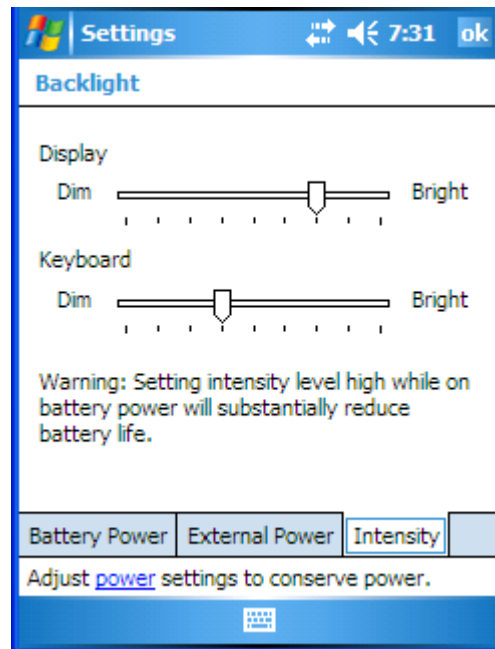 Settings 7:31 ok
Backlight
Display
Dim Bright
Keyboard
Dim Bright
Warning: Setting intensity level high while on
battery power will substantially reduce
battery life.
Battery Power External Power Intensity
Adjust power settings to conserve power.